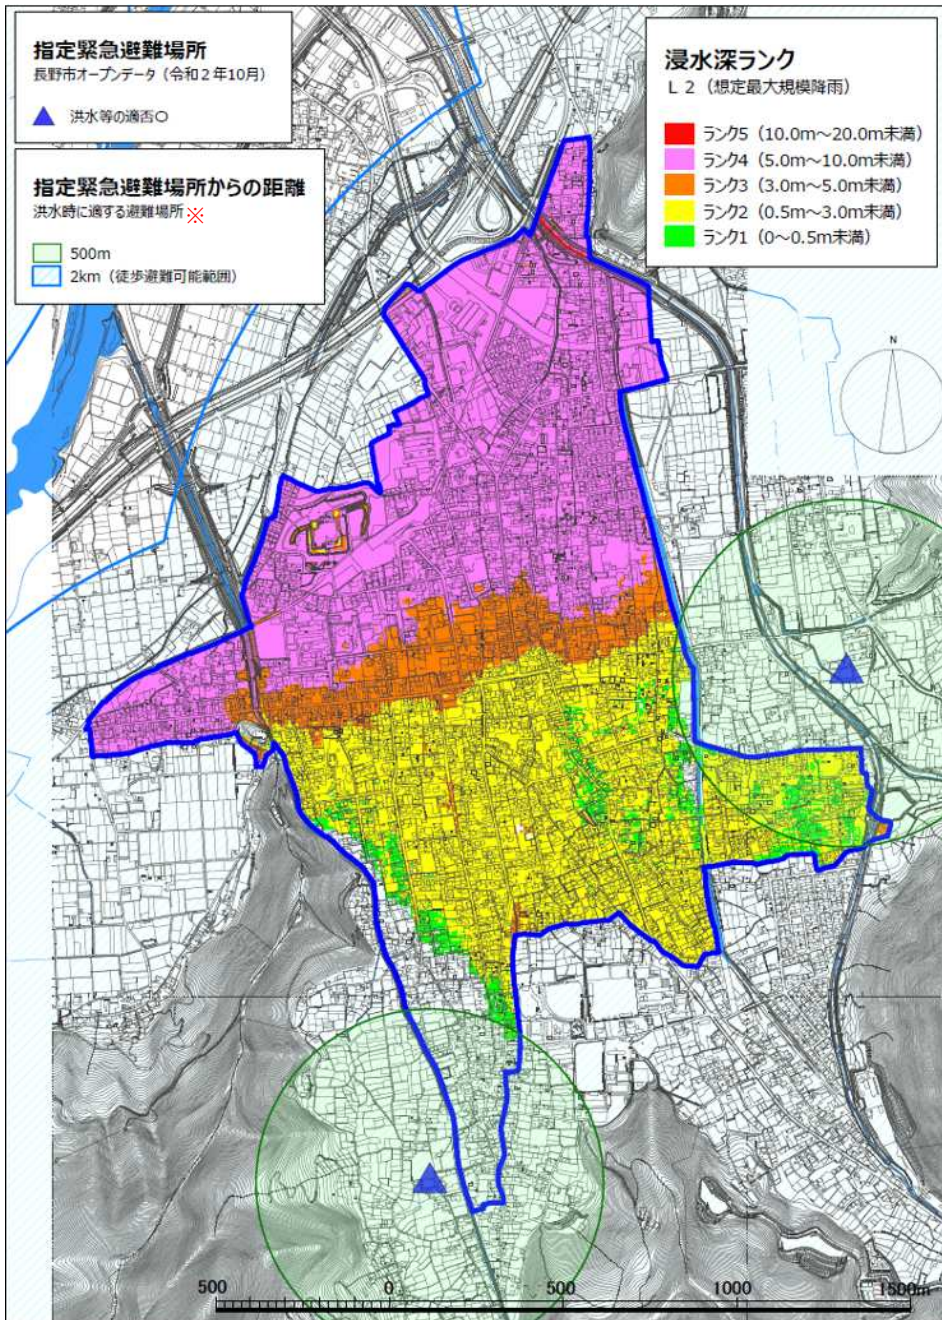 指定緊急避難場所
長野市オープンデータ（令和２年10月）
洪水等の適否〇
指定緊急避難場所からの距離
洪水時に適する避難場所※
500m
2km（徒歩避難可能範囲）
浸水深ランク
Ｌ２（想定最大規模降雨）
ランク5（10.0m～20.0m未満）
ランク4（5.0m～10.0m未満）
ランク3（3.0m～5.0m未満）
ランク2（0.5m～3.0m未満）
ランク1（0～0.5m未満）
N
500 0 500 1000 1500m